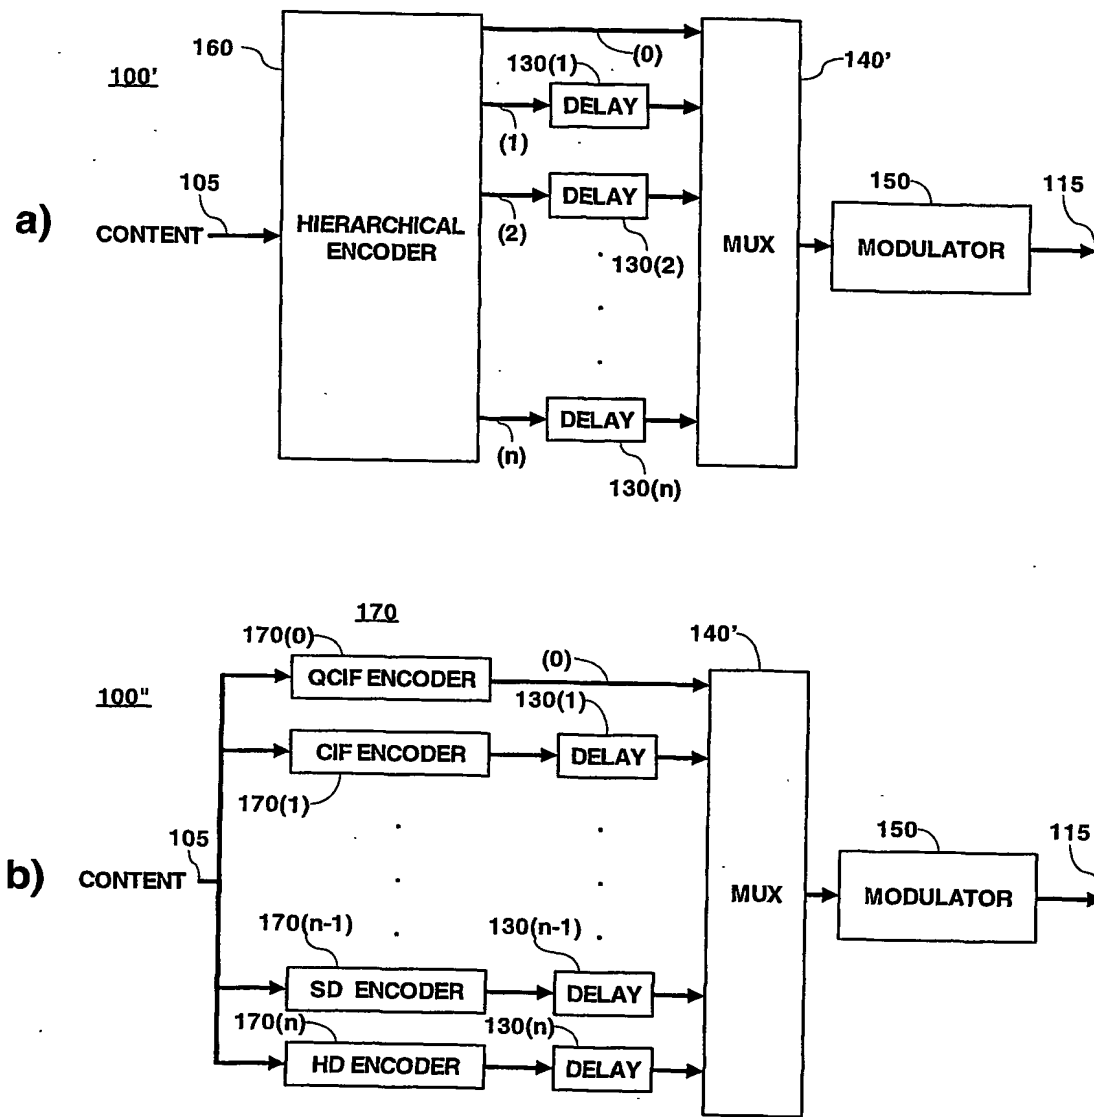 160
(0)
130(1)
140'
100'
DELAY
(1)
105
150
115
a)
CONTENT
HIERARCHICAL
ENCODER
DELAY
(2)
130(2)
MUX
MODULATOR
DELAY
(n)
130(n)
170
140'
170(0)
(0)
QCIF ENCODER
100"
130(1)
CIF ENCODER
DELAY
170(1)
105
150
115
b)
CONTENT
MUX
MODULATOR
170(n-1)
130(n-1)
SD ENCODER
DELAY
170(n)
130(n)
HD ENCODER
DELAY